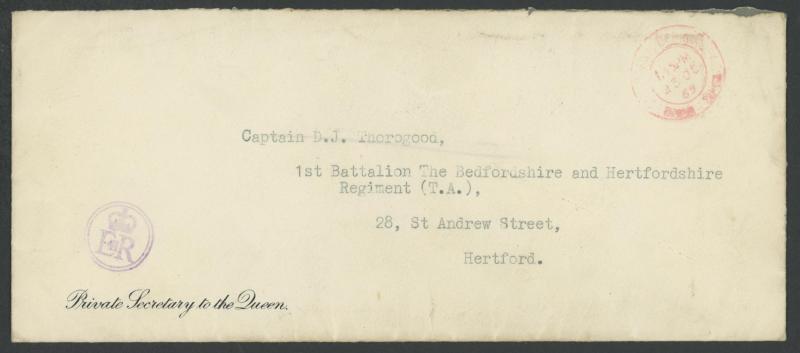 Captain D.J. Thorogood,
1st Battalion The Bedfordshire and Hertfordshire
Regiment (T.A.),
28, St Andrew Street,
Hertford.
EIIR
Private Secretary to the Queen.